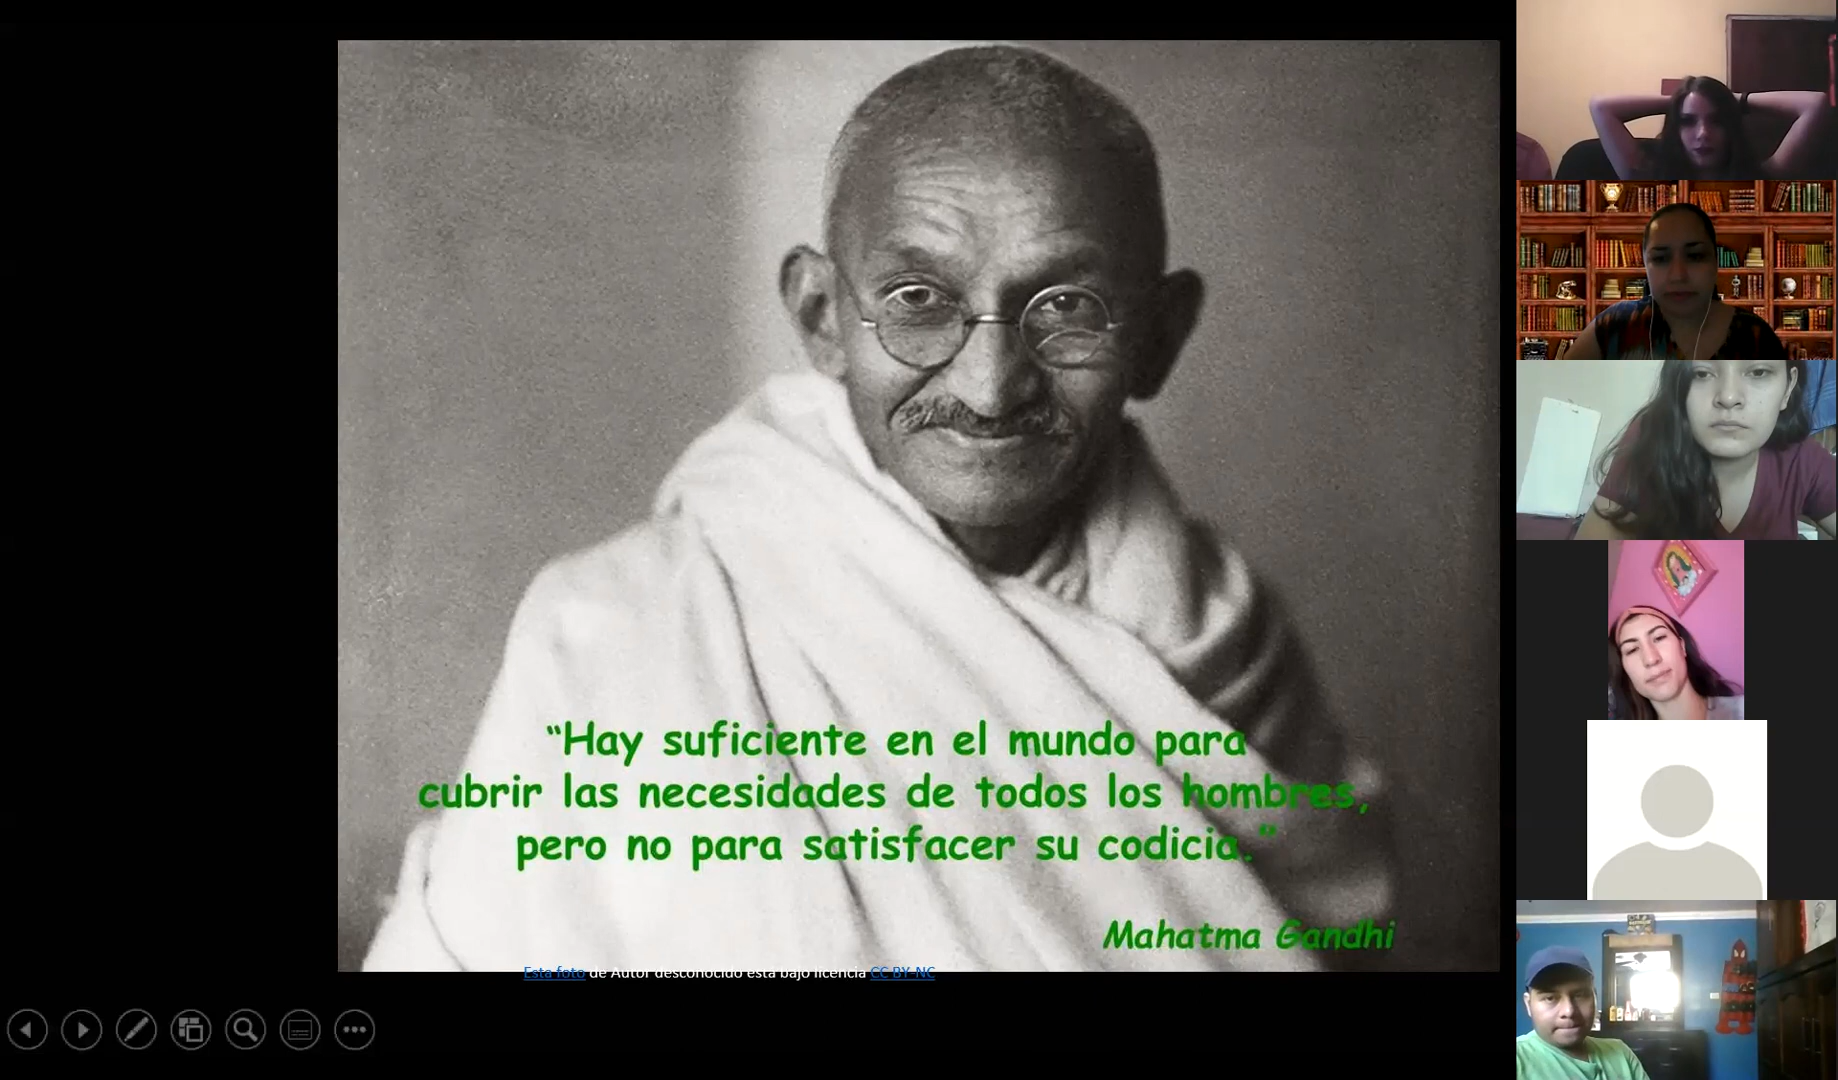 “Hay suficiente en el mundo para
cubrir las necesidades de todos los hombres,
pero no para satisfacer su codicia.”
Mahatma Gandhi
Esta foto de Autor desconocido está bajo licencia CC BY-NC